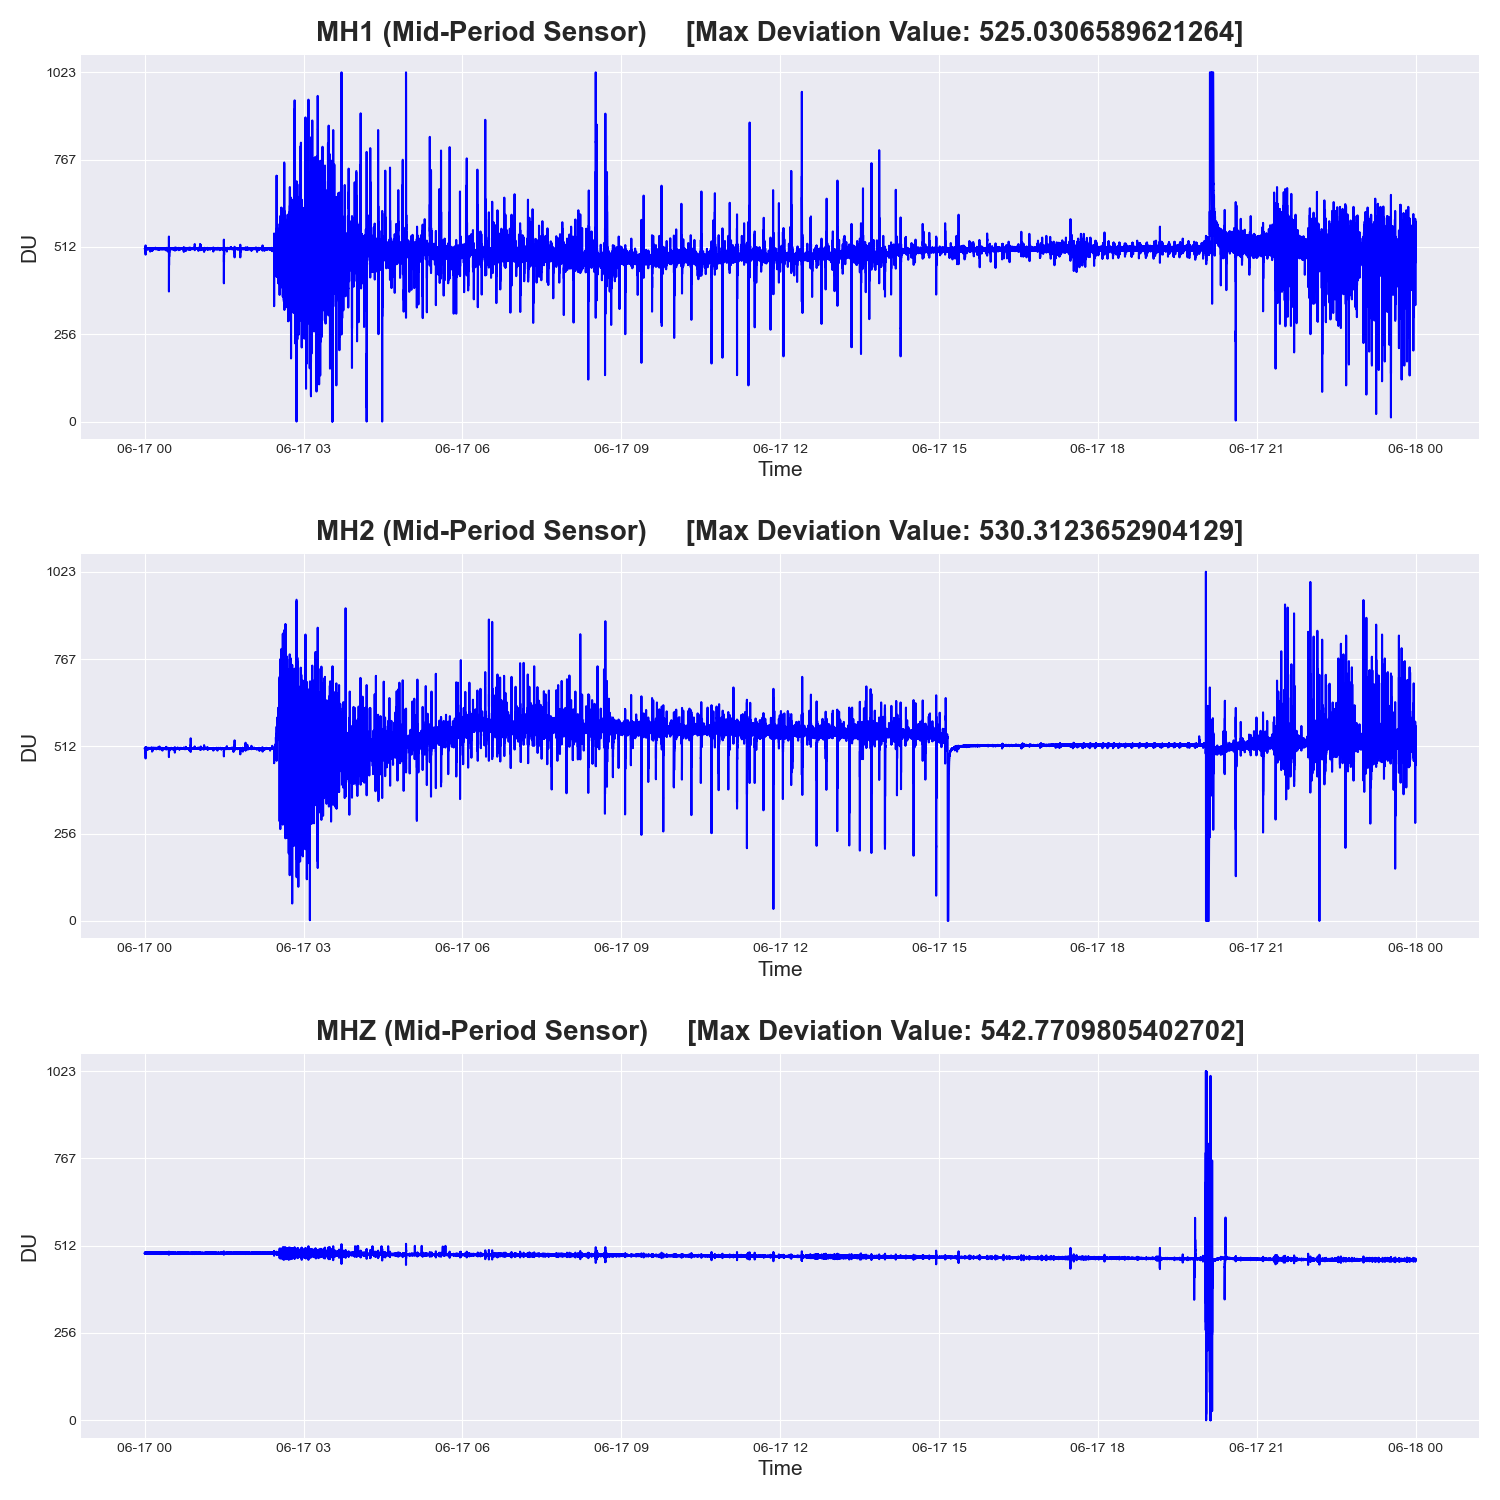 MH1 (Mid-Period Sensor) [Max Deviation Value: 525.0306589621264]
1023
767
512
256
0
DU
06-17 00 06-17 03 06-17 06 06-17 09 06-17 12 06-17 15 06-17 18 06-17 21 06-18 00
Time
MH2 (Mid-Period Sensor) [Max Deviation Value: 530.3123652904129]
1023
767
512
256
0
DU
06-17 00 06-17 03 06-17 06 06-17 09 06-17 12 06-17 15 06-17 18 06-17 21 06-18 00
Time
MHZ (Mid-Period Sensor) [Max Deviation Value: 542.7709805402702]
1023
767
512
256
0
DU
06-17 00 06-17 03 06-17 06 06-17 09 06-17 12 06-17 15 06-17 18 06-17 21 06-18 00
Time